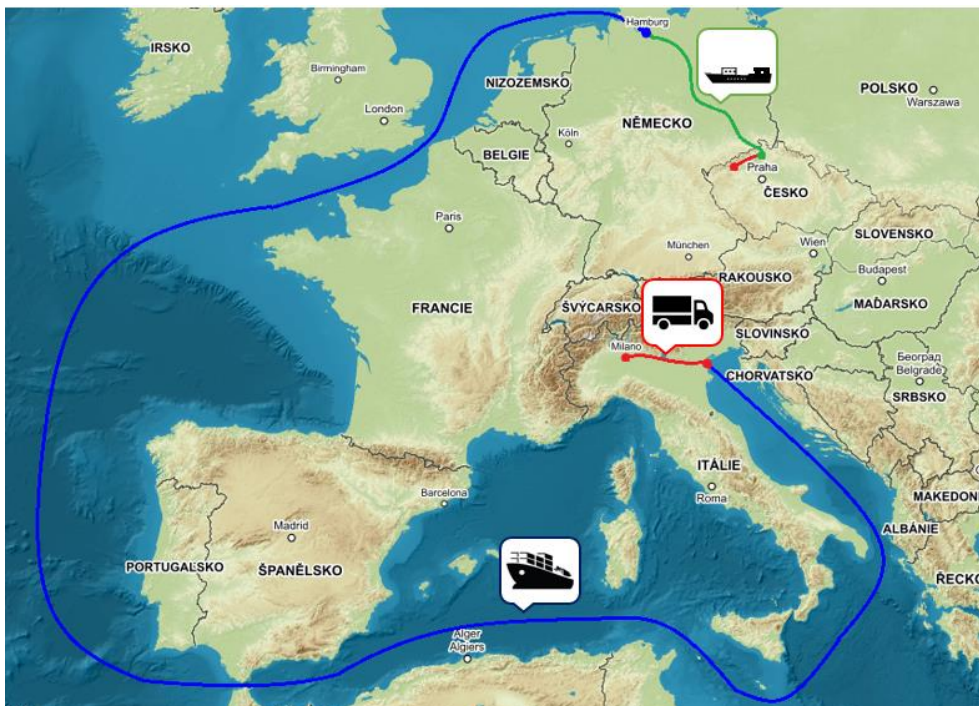 Hamburg
IRSKO
Birmingham
NIZOZEMSKO
POLSKO
Warszawa
London
NĚMECKO
Köln
BELGIE
Praha
ČESKO
Paris
SLOVENSKO
München
Wien
RAKOUSKO
Budapest
MAĎARSKO
FRANCIE
ŠVÝCARSKO
SLOVINSKO
Milano
Београд
Belgrade
CHORVATSKO
SRBSKO
ITÁLIE
Roma
Barcelona
MAKEDONI
ALBÁNIE
Madrid
PORTUGALSKO
ŠPANĚLSKO
ŘECKO
Alger
Algiers